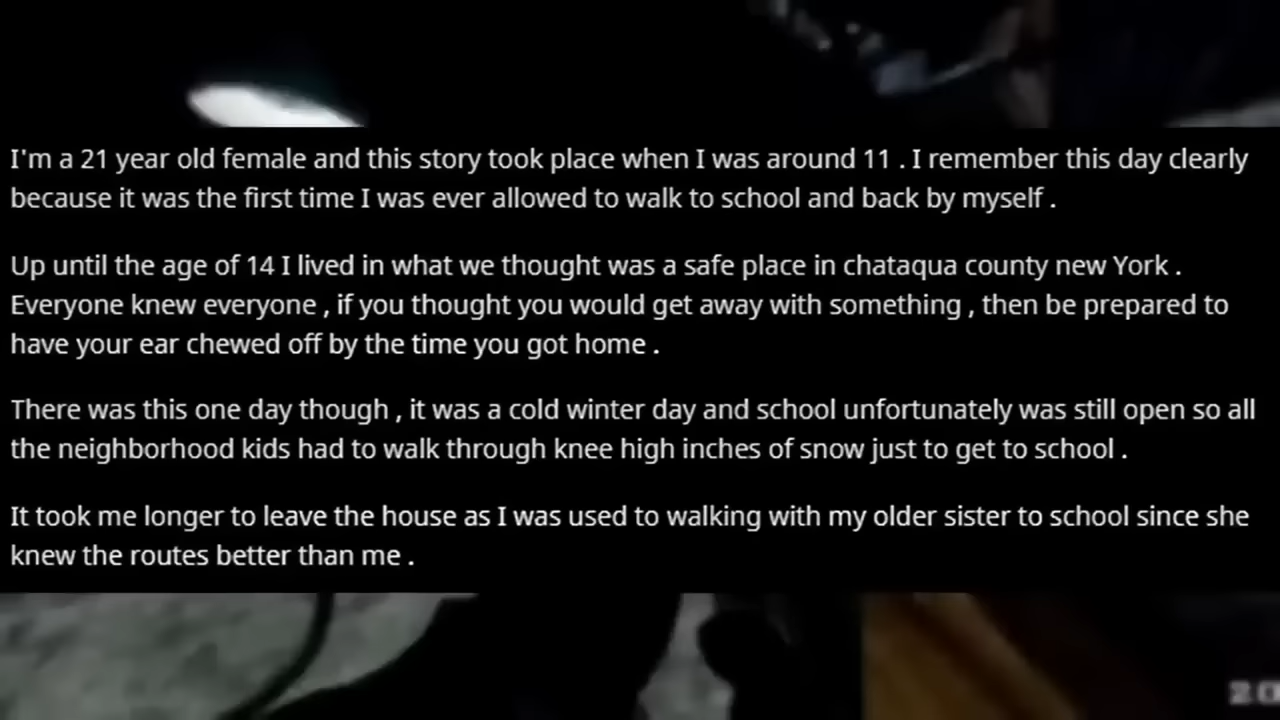 I'm a 21 year old female and this story took place when I was around 11 . I remember this day clearly
because it was the first time I was ever allowed to walk to school and back by myself .
Up until the age of 14 I lived in what we thought was a safe place in chataqua county new York .
Everyone knew everyone , if you thought you would get away with something , then be prepared to
have your ear chewed off by the time you got home .
There was this one day though , it was a cold winter day and school unfortunately was still open so all
the neighborhood kids had to walk through knee high inches of snow just to get to school .
It took me longer to leave the house as I was used to walking with my older sister to school since she
knew the routes better than me .